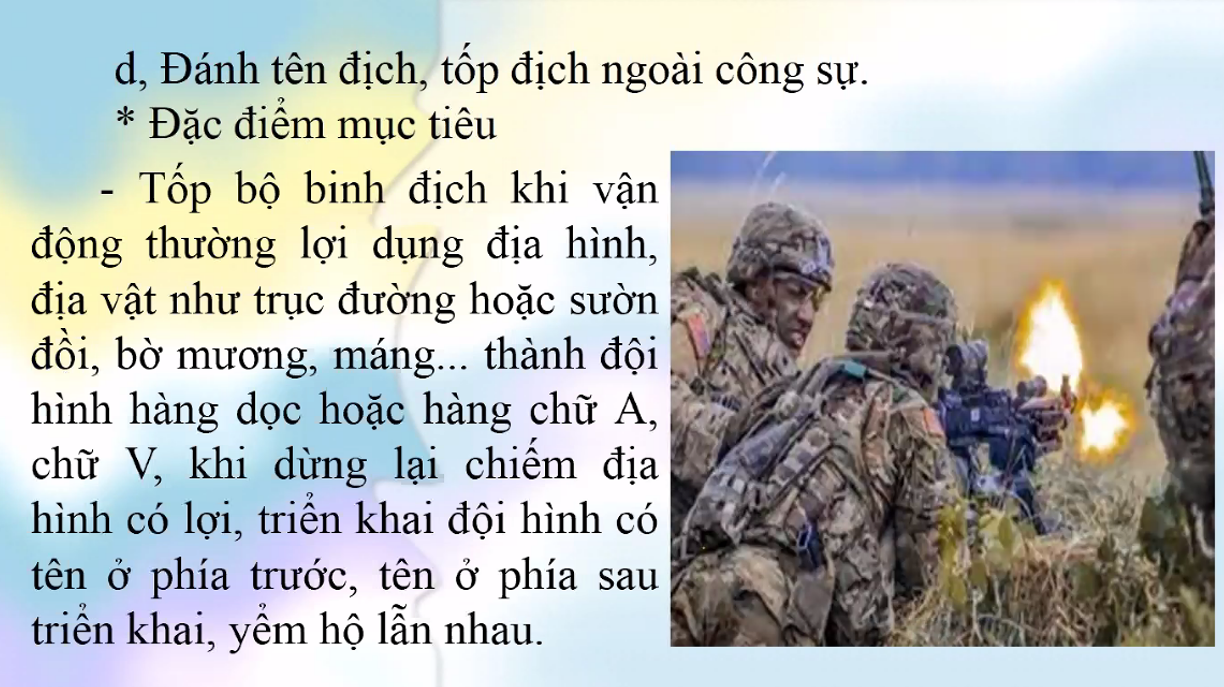 d, Đánh tên địch, tốp địch ngoài công sự.
* Đặc điểm mục tiêu
- Tốp bộ binh địch khi vận
động thường lợi dụng địa hình,
địa vật như trục đường hoặc sườn
đồi, bờ mương, máng... thành đội
hình hàng dọc hoặc hàng chữ A,
chữ V, khi dừng lại chiếm địa
hình có lợi, triển khai đội hình có
tên ở phía trước, tên ở phía sau
triển khai, yểm hộ lẫn nhau.